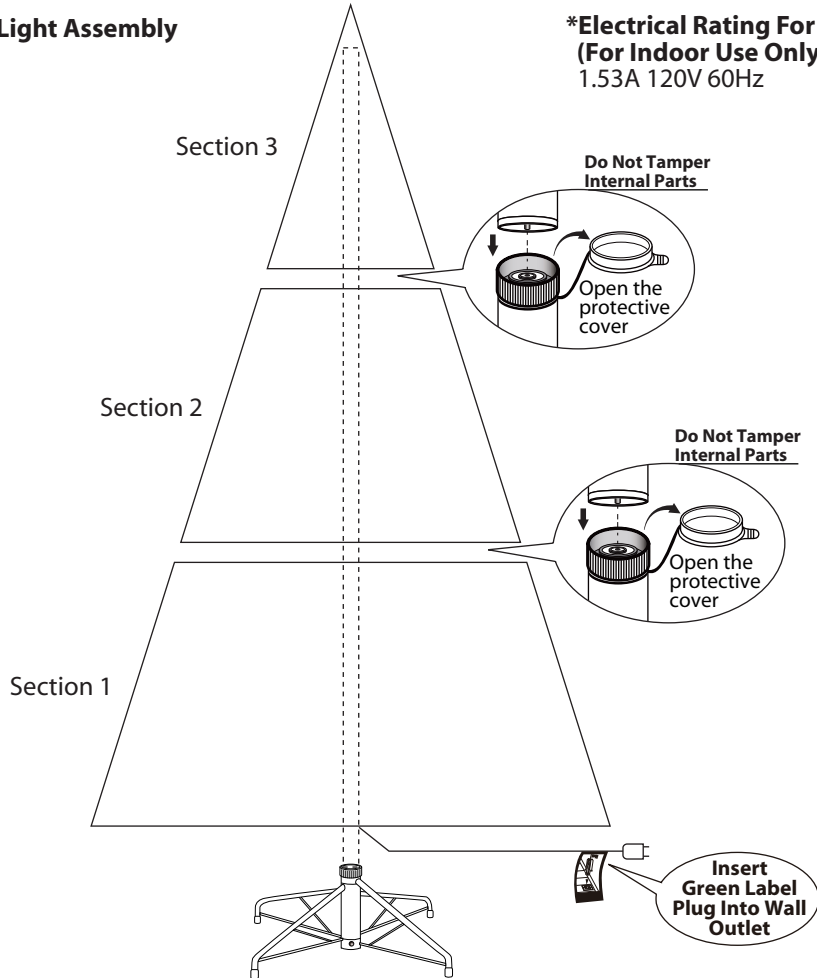 Light Assembly
*Electrical Rating For
(For Indoor Use Only
1.53A 120V 60Hz
Section 3
Do Not Tamper
Internal Parts
Open the
protective
cover
Section 2
Do Not Tamper
Internal Parts
Open the
protective
cover
Section 1
Insert
Green Label
Plug Into Wall
Outlet